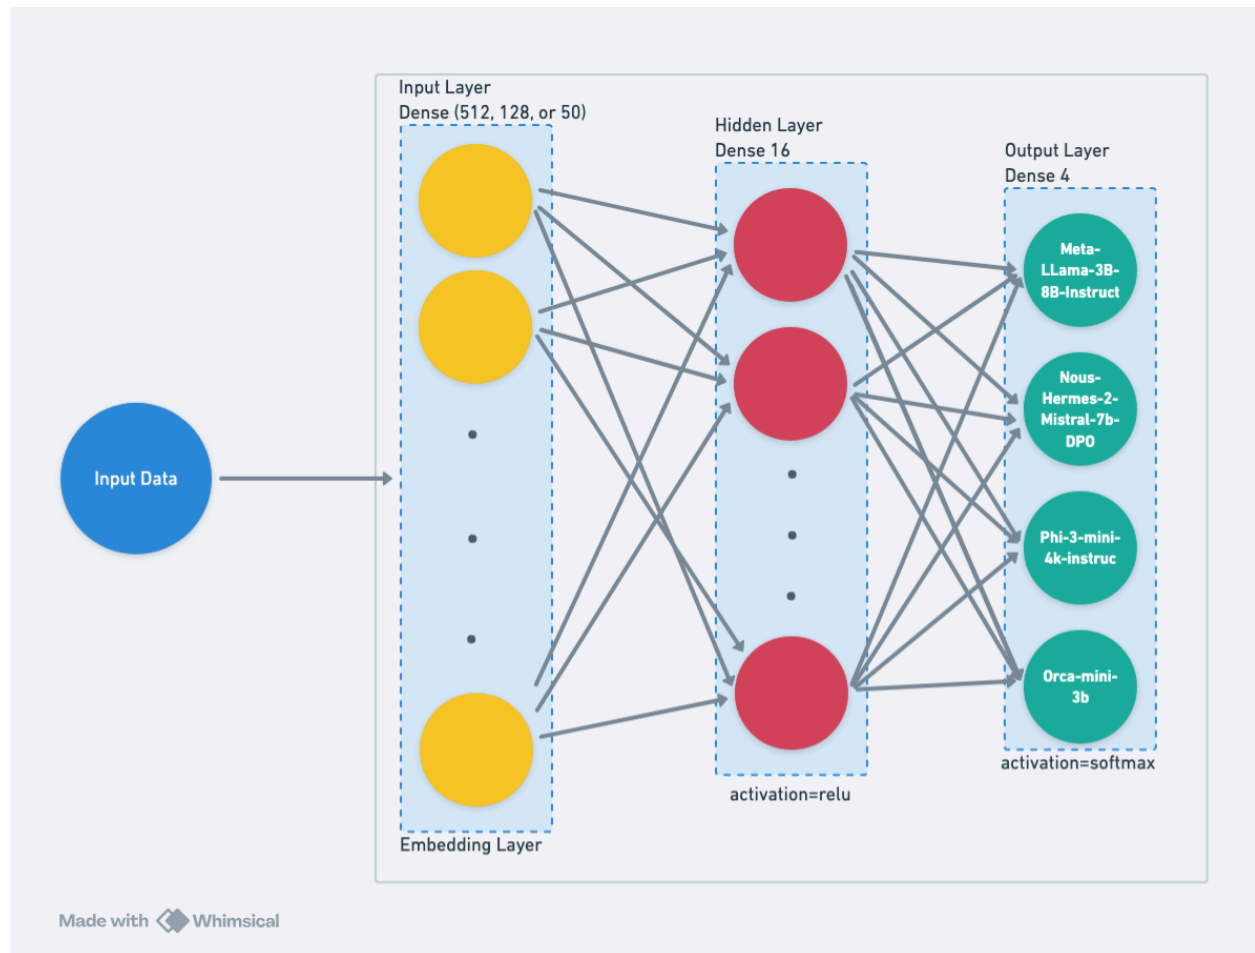 Input Layer
Dense (512, 128, or 50)
Hidden Layer
Dense 16
Output Layer
Dense 4
Input Data
Meta-
LLama-3B-
8B-Instruct
Nous-
Hermes-2-
Mistral-7b-
DPO
Phi-3-mini-
4k-instruc
Orca-mini-
3b
activation=softmax
activation=relu
Embedding Layer
Made with Whimsical